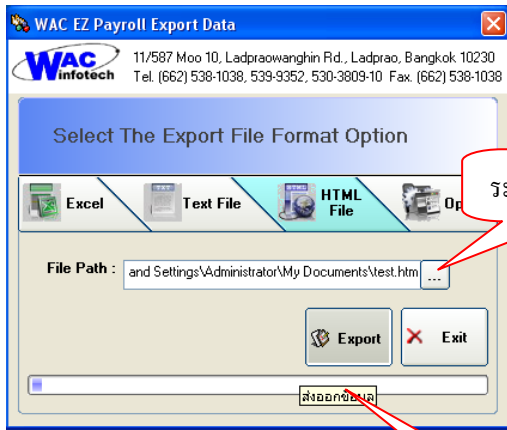 WAC EZ Payroll Export Data
WAC
infotech
11/587 Moo 10, Ladpraowanghin Rd., Ladprao, Bangkok 10230
Tel. (662) 538-1038, 539-9352, 530-3809-10 Fax. (662) 538-1038
Select The Export File Format Option
Excel
Text File
HTML
File
File Path :
and Settings\Administrator\My Documents\test.htm
...
Export
Exit
ส่งออกข้อมูล